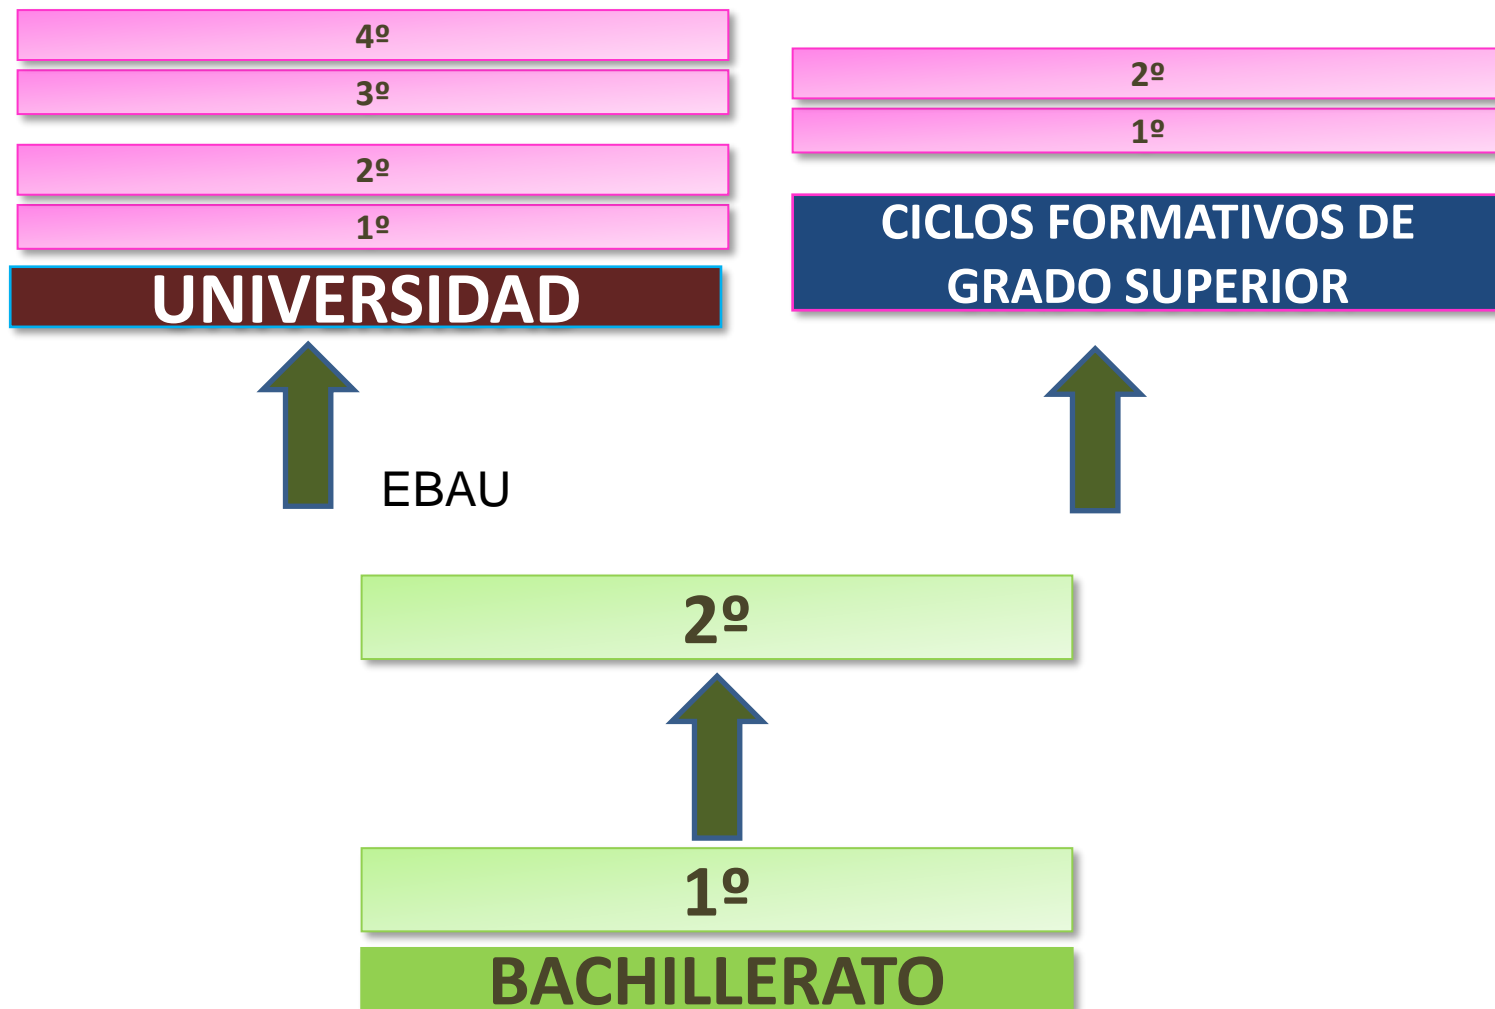 4º
3º
2º
1º
UNIVERSIDAD
2º
1º
CICLOS FORMATIVOS DE
GRADO SUPERIOR
EBAU
2º
1º
BACHILLERATO